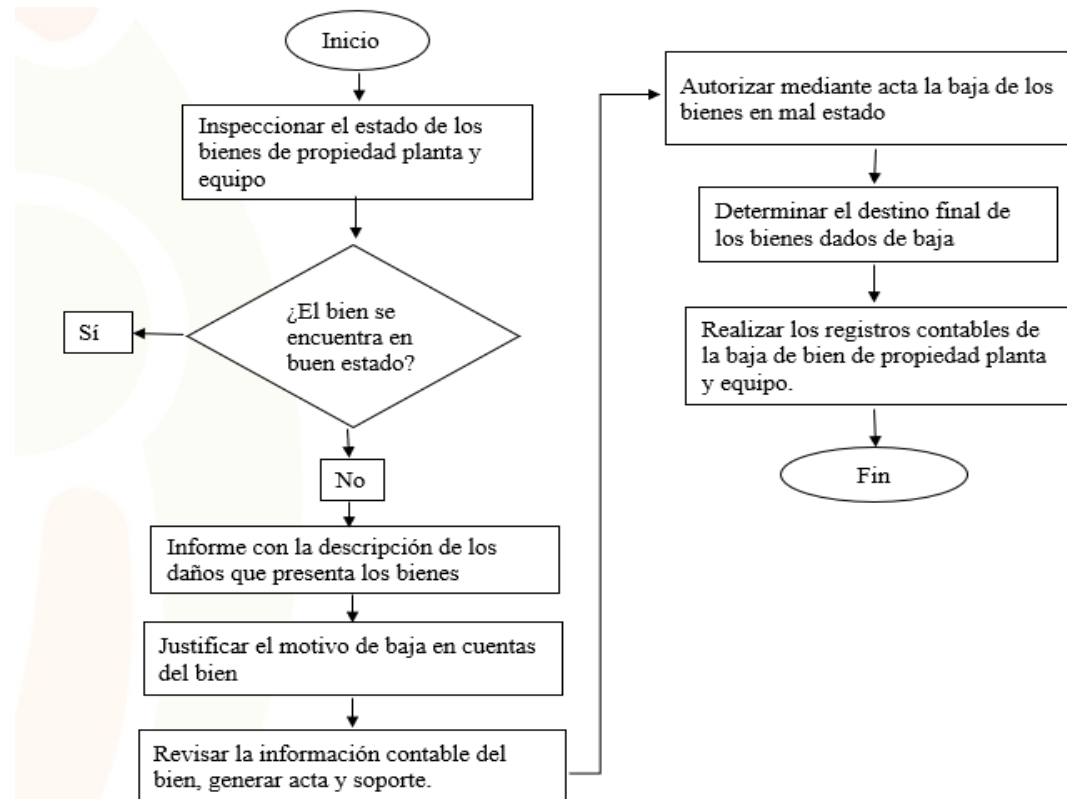 Inicio
Inspeccionar el estado de los
bienes de propiedad planta y
equipo
¿El bien se
encuentra en
buen estado?
Sí
No
Informe con la descripción de los
daños que presenta los bienes
Justificar el motivo de baja en cuentas
del bien
Revisar la información contable del
bien, generar acta y soporte.
Autorizar mediante acta la baja de los
bienes en mal estado
Determinar el destino final de
los bienes dados de baja
Realizar los registros contables de
la baja de bien de propiedad planta
y equipo.
Fin